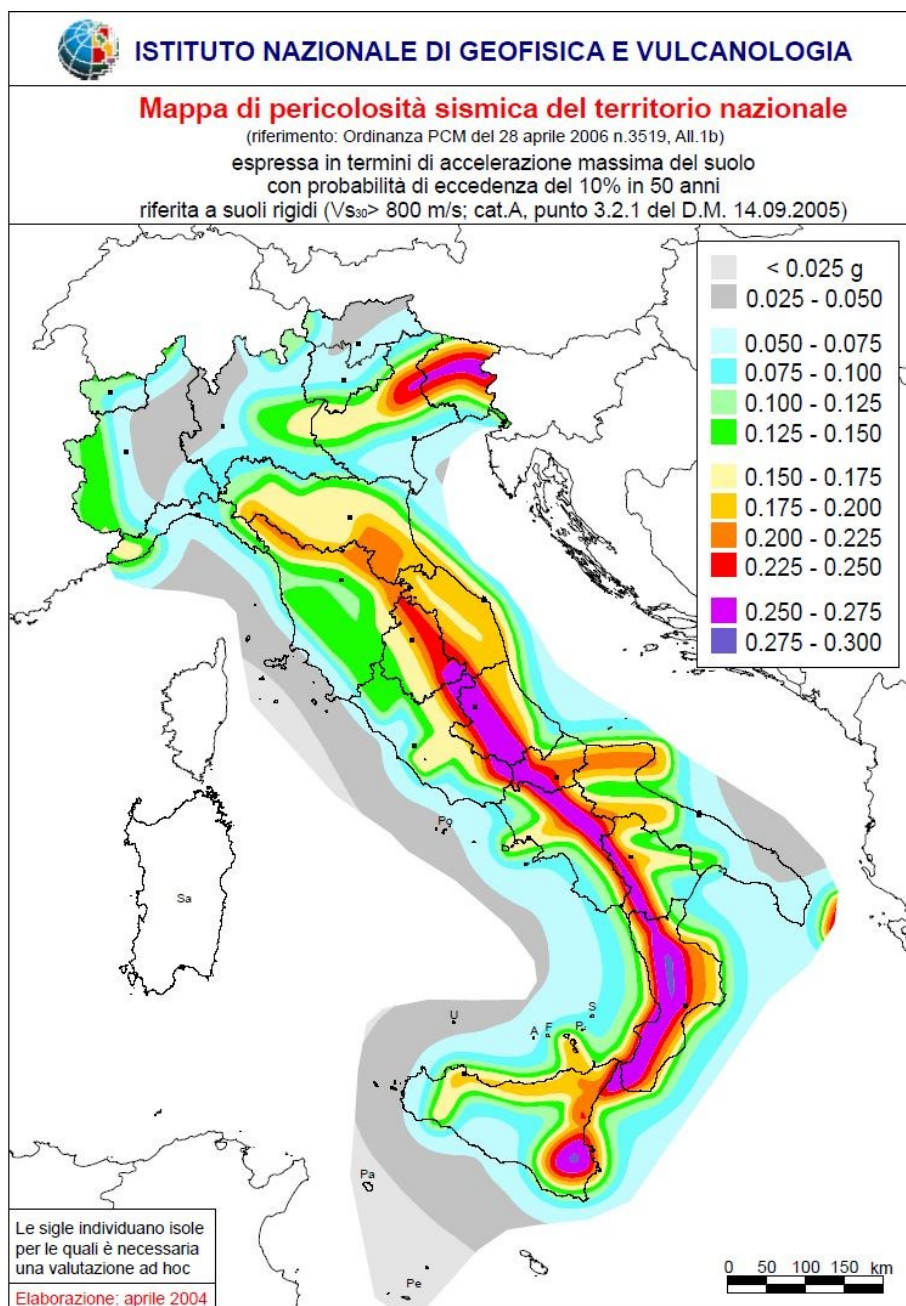 ISTITUTO NAZIONALE DI GEOFISICA E VULCANOLOGIA
Mappa di pericolosità sismica del territorio nazionale
(riferimento: Ordinanza PCM del 28 aprile 2006 n.3519, All.1b)
espressa in termini di accelerazione massima del suolo
con probabilità di eccedenza del 10% in 50 anni
riferita a suoli rigidi (Vs30> 800 m/s; cat.A, punto 3.2.1 del D.M. 14.09.2005)
< 0.025 g
0.025 - 0.050
0.050 - 0.075
0.075 - 0.100
0.100 - 0.125
0.125 - 0.150
0.150 - 0.175
0.175 - 0.200
0.200 - 0.225
0.225 - 0.250
0.250 - 0.275
0.275 - 0.300
Po
Sa
U
A
F
S
Pa
Pe
Le sigle individuano isole
per le quali è necessaria
una valutazione ad hoc
Elaborazione: aprile 2004
0 50 100 150 km